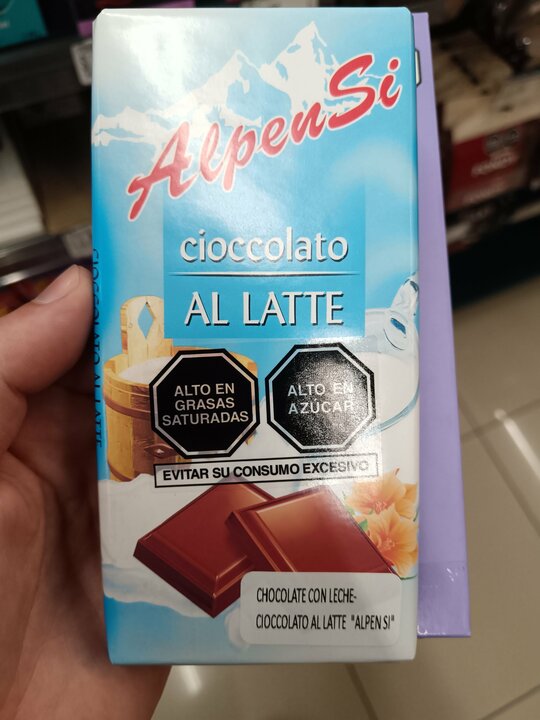 AlpenSi
cioccolato
AL LATTE
ALTO EN
GRASAS
SATURADAS
ALTO EN
AZÚCAR
EVITAR SU CONSUMO EXCESIVO
CHOCOLATE CON LECHE-
CIOCCOLATO AL LATTE "ALPEN SI"